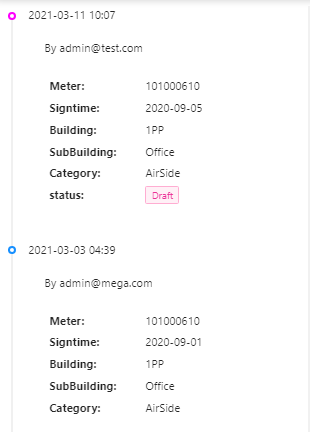 2021-03-11 10:07
By admin@test.com
Meter: 101000610
Signtime: 2020-09-05
Building: 1PP
SubBuilding: Office
Category: AirSide
status: Draft
2021-03-03 04:39
By admin@mega.com
Meter: 101000610
Signtime: 2020-09-01
Building: 1PP
SubBuilding: Office
Category: AirSide